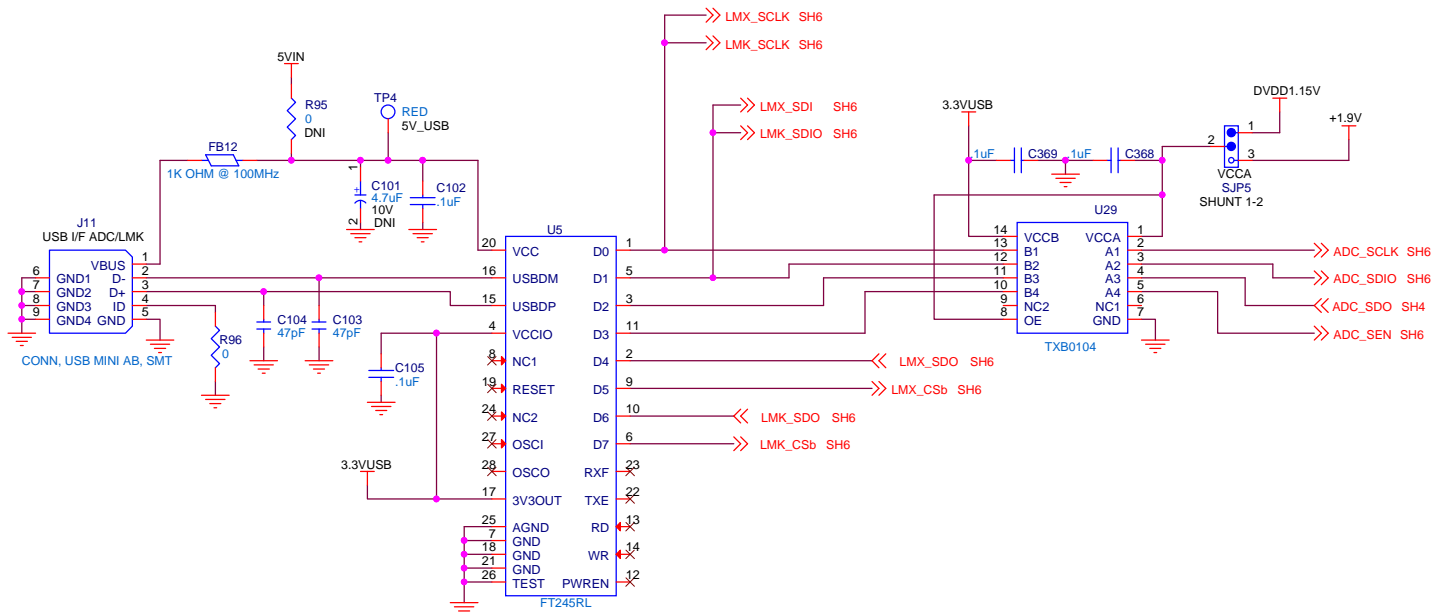 LMX_SCLK SH6
LMK_SCLK SH6
5VIN
R95
0
DNI
TP4
RED
5V_USB
FB12
1K OHM @ 100MHz
1
2
C101
4.7uF
10V
DNI
C102
.1uF
LMX_SDI SH6
LMK_SDIO SH6
3.3VUSB
.1uF
C369
.1uF
C368
DVDD1.15V
+1.9V
2
1
3
VCCA
SJP5
SHUNT 1-2
J11
USB I/F ADC/LMK
6 GND1
7 GND2
8 GND3
9 GND4
VBUS 1
D- 2
D+ 3
ID 4
GND 5
CONN, USB MINI AB, SMT
R96
0
C104
47pF
C103
47pF
C105
.1uF
3.3VUSB
U5
20 VCC
16 USBDM
15 USBDP
4 VCCIO
8 NC1
19 RESET
24 NC2
27 OSCI
28 OSCO
17 3V3OUT
25 AGND
7 GND
18 GND
21 GND
26 TEST
D0 1
D1 5
D2 3
D3 11
D4 2
D5 9
D6 10
D7 6
RXF 23
TXE 22
RD 13
WR 14
PWREN 12
FT245RL
LMX_SDO SH6
LMX_CSb SH6
LMK_SDO SH6
LMK_CSb SH6
U29
14 VCCB
13 B1
12 B2
11 B3
10 B4
9 NC2
8 OE
VCCA 1
A1 2
A2 3
A3 4
A4 5
NC1 6
GND 7
TXB0104
ADC_SCLK SH6
ADC_SDIO SH6
ADC_SDO SH4
ADC_SEN SH6